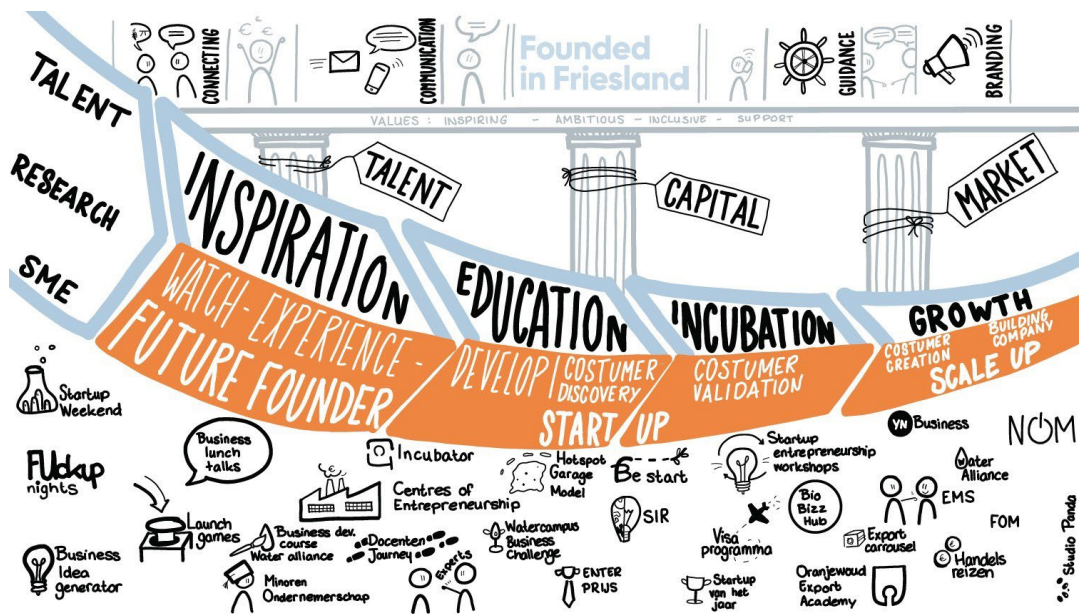 CONNECTING
COMMUNICATION
Founded
in Friesland
GUIDANCE
BRANDING
VALUES : INSPIRING - AMBITIOUS - INCLUSIVE - SUPPORT
TALENT
RESEARCH
SME
TALENT
CAPITAL
MARKET
INSPIRATION
EDUCATION
INCUBATION
GROWTH
WATCH - EXPERIENCE -
FUTURE FOUNDER
DEVELOP
COSTUMER
DISCOVERY
START UP
COSTUMER
VALIDATION
COSTUMER
CREATION
BUILDING
COMPANY
SCALE UP
Startup
Weekend
FUckup
nights
Business
Idea
generator
Business
lunch
talks
Launch
games
Incubator
Centres of
Entrepreneurship
Business dev.
course
Water alliance
Docenten
Journey
Minoren
Ondernemerschap
Experts
Hotspot
Garage
Model
Watercampus
Business
Challenge
ENTER
PRIJS
Be start
SIR
Startup
entrepreneurship
workshops
Visa
programma
Startup
van het
jaar
Bio
Bizz
Hub
YN Business
EMS
Export
carrousel
Oranjewoud
Export
Academy
Water
Alliance
NOM
FOM
Handels
reizen
Studio Panda